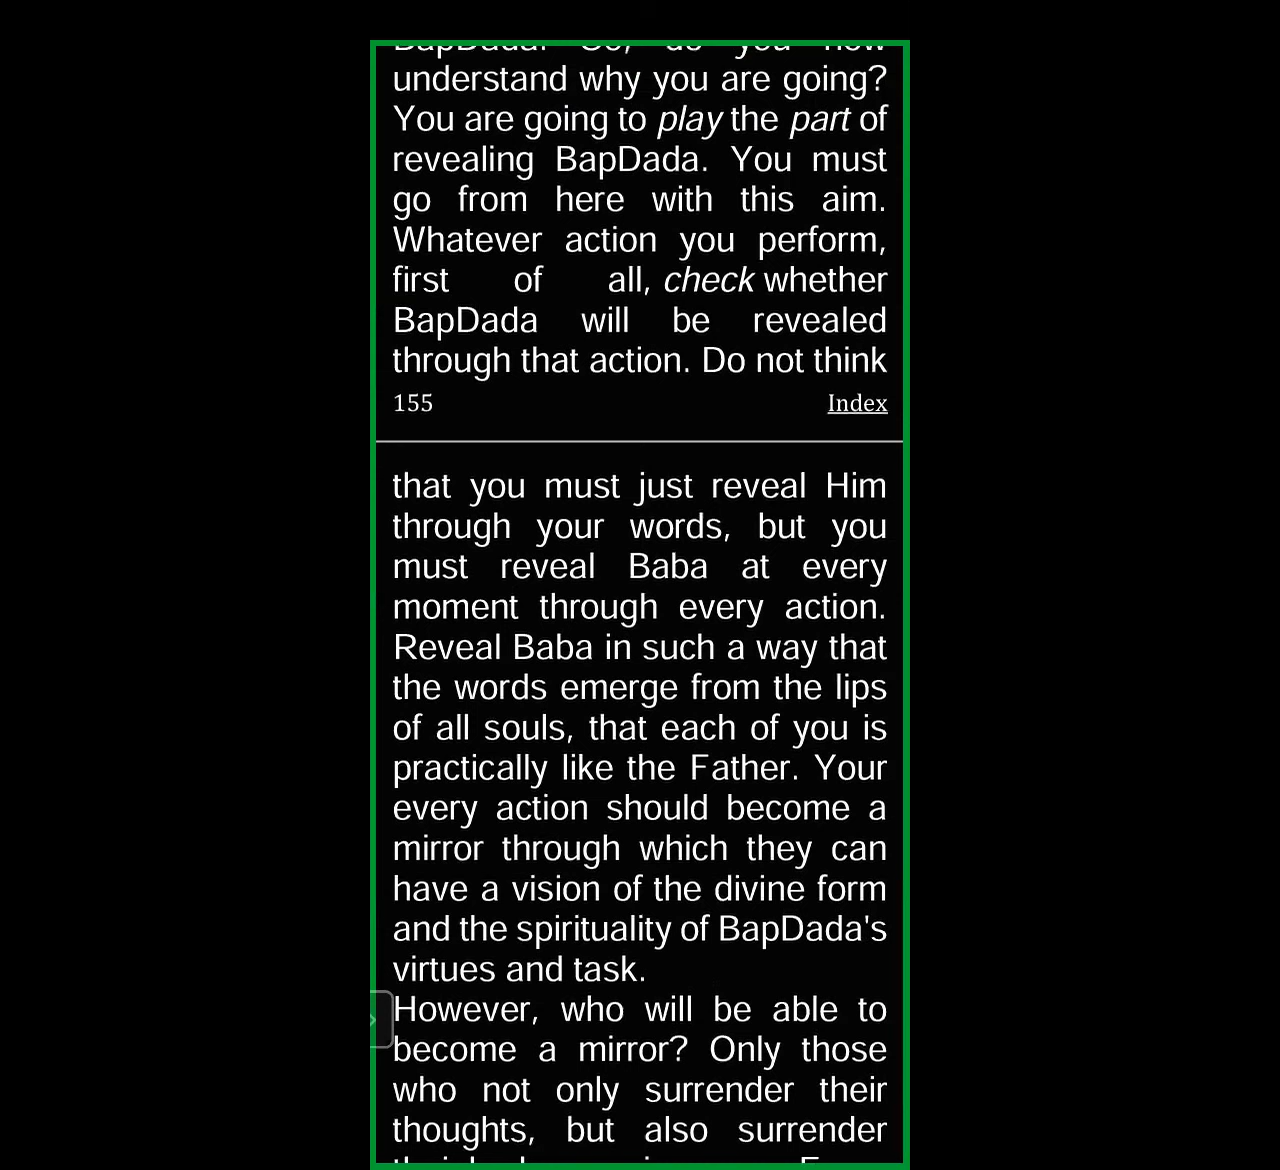 understand why you are going?
You are going to play the part of
revealing BapDada. You must
go from here with this aim.
Whatever action you perform,
first of all, check whether
BapDada will be revealed
through that action. Do not think
155 Index
that you must just reveal Him
through your words, but you
must reveal Baba at every
moment through every action.
Reveal Baba in such a way that
the words emerge from the lips
of all souls, that each of you is
practically like the Father. Your
every action should become a
mirror through which they can
have a vision of the divine form
and the spirituality of BapDada's
virtues and task.
However, who will be able to
become a mirror? Only those
who not only surrender their
thoughts, but also surrender